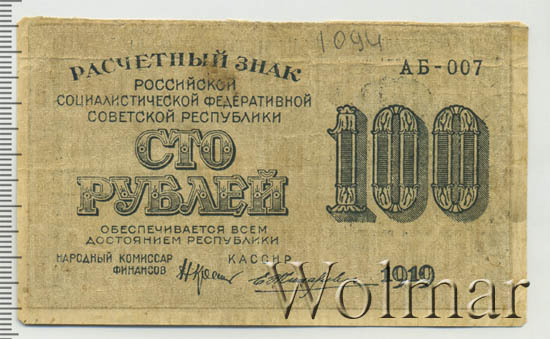 1094
РАСЧЕТНЫЙ ЗНАК
АБ-007
РОССИЙСКОЙ
СОЦИАЛИСТИЧЕСКОЙ ФЕДЕРАТИВНОЙ
СОВЕТСКОЙ РЕСПУБЛИКИ
СТО
РУБЛЕЙ
100
ОБЕСПЕЧИВАЕТСЯ ВСЕМ
ДОСТОЯНИЕМ РЕСПУБЛИКИ
НАРОДНЫЙ КОМИССАР
ФИНАНСОВ
КАССИР
1919
Wolmar